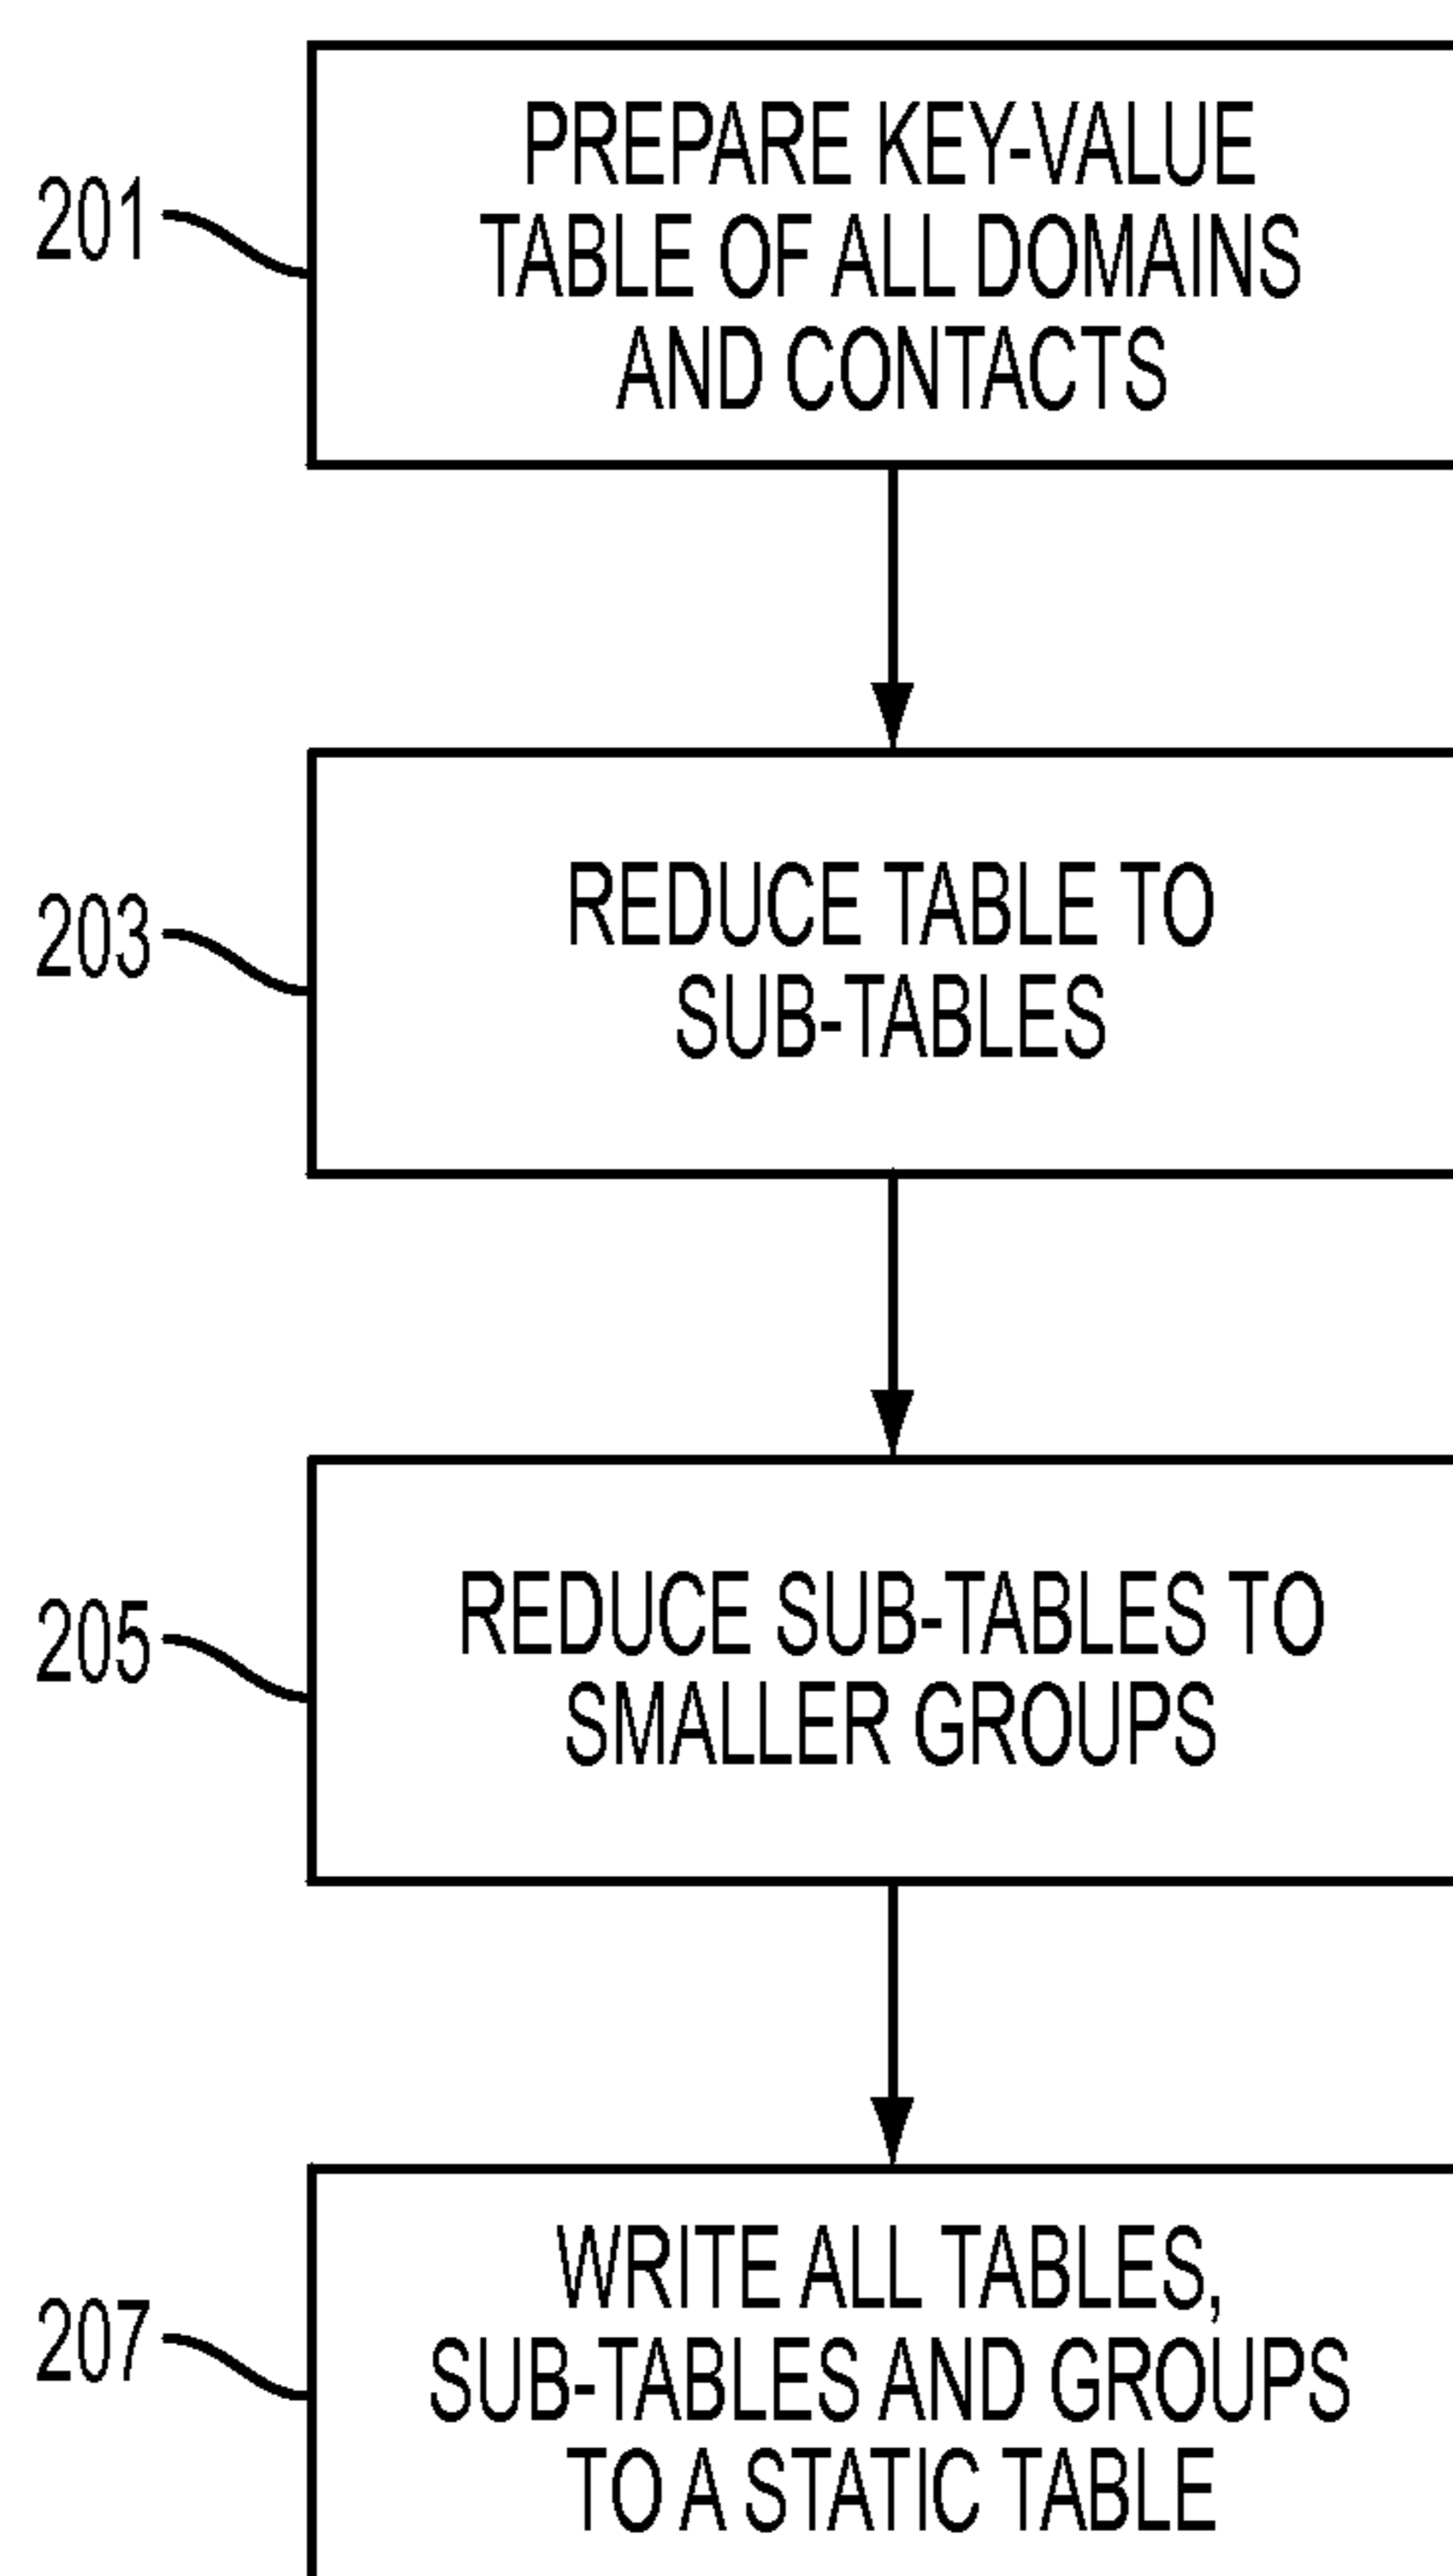 201
PREPARE KEY-VALUE
TABLE OF ALL DOMAINS
AND CONTACTS
203
REDUCE TABLE TO
SUB-TABLES
205
REDUCE SUB-TABLES TO
SMALLER GROUPS
207
WRITE ALL TABLES,
SUB-TABLES AND GROUPS
TO A STATIC TABLE